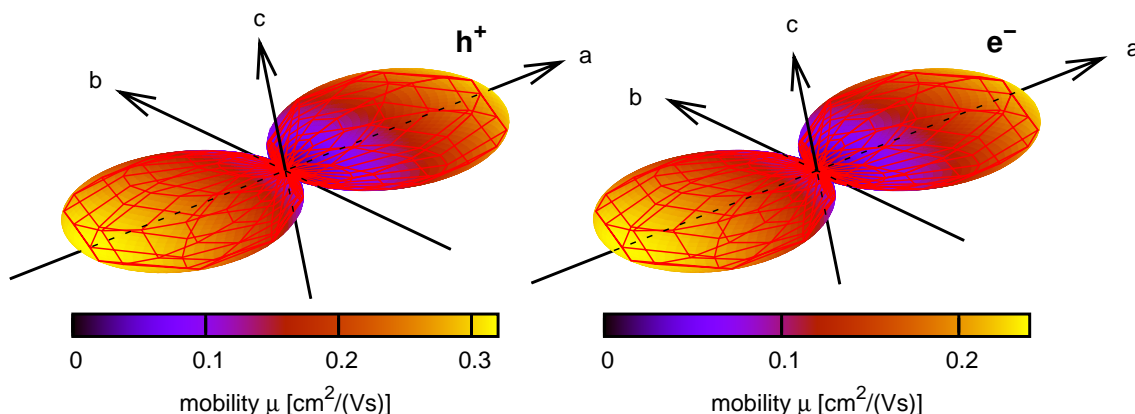 c
h⁺
a
b
0 0.1 0.2 0.3
mobility μ [cm²/(Vs)]
c
e⁻
a
b
0 0.1 0.2
mobility μ [cm²/(Vs)]